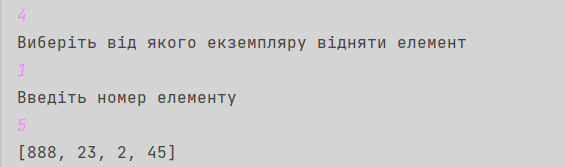 4
Виберіть від якого екземпляру відняти елемент
1
Введіть номер елементу
5
[888, 23, 2, 45]